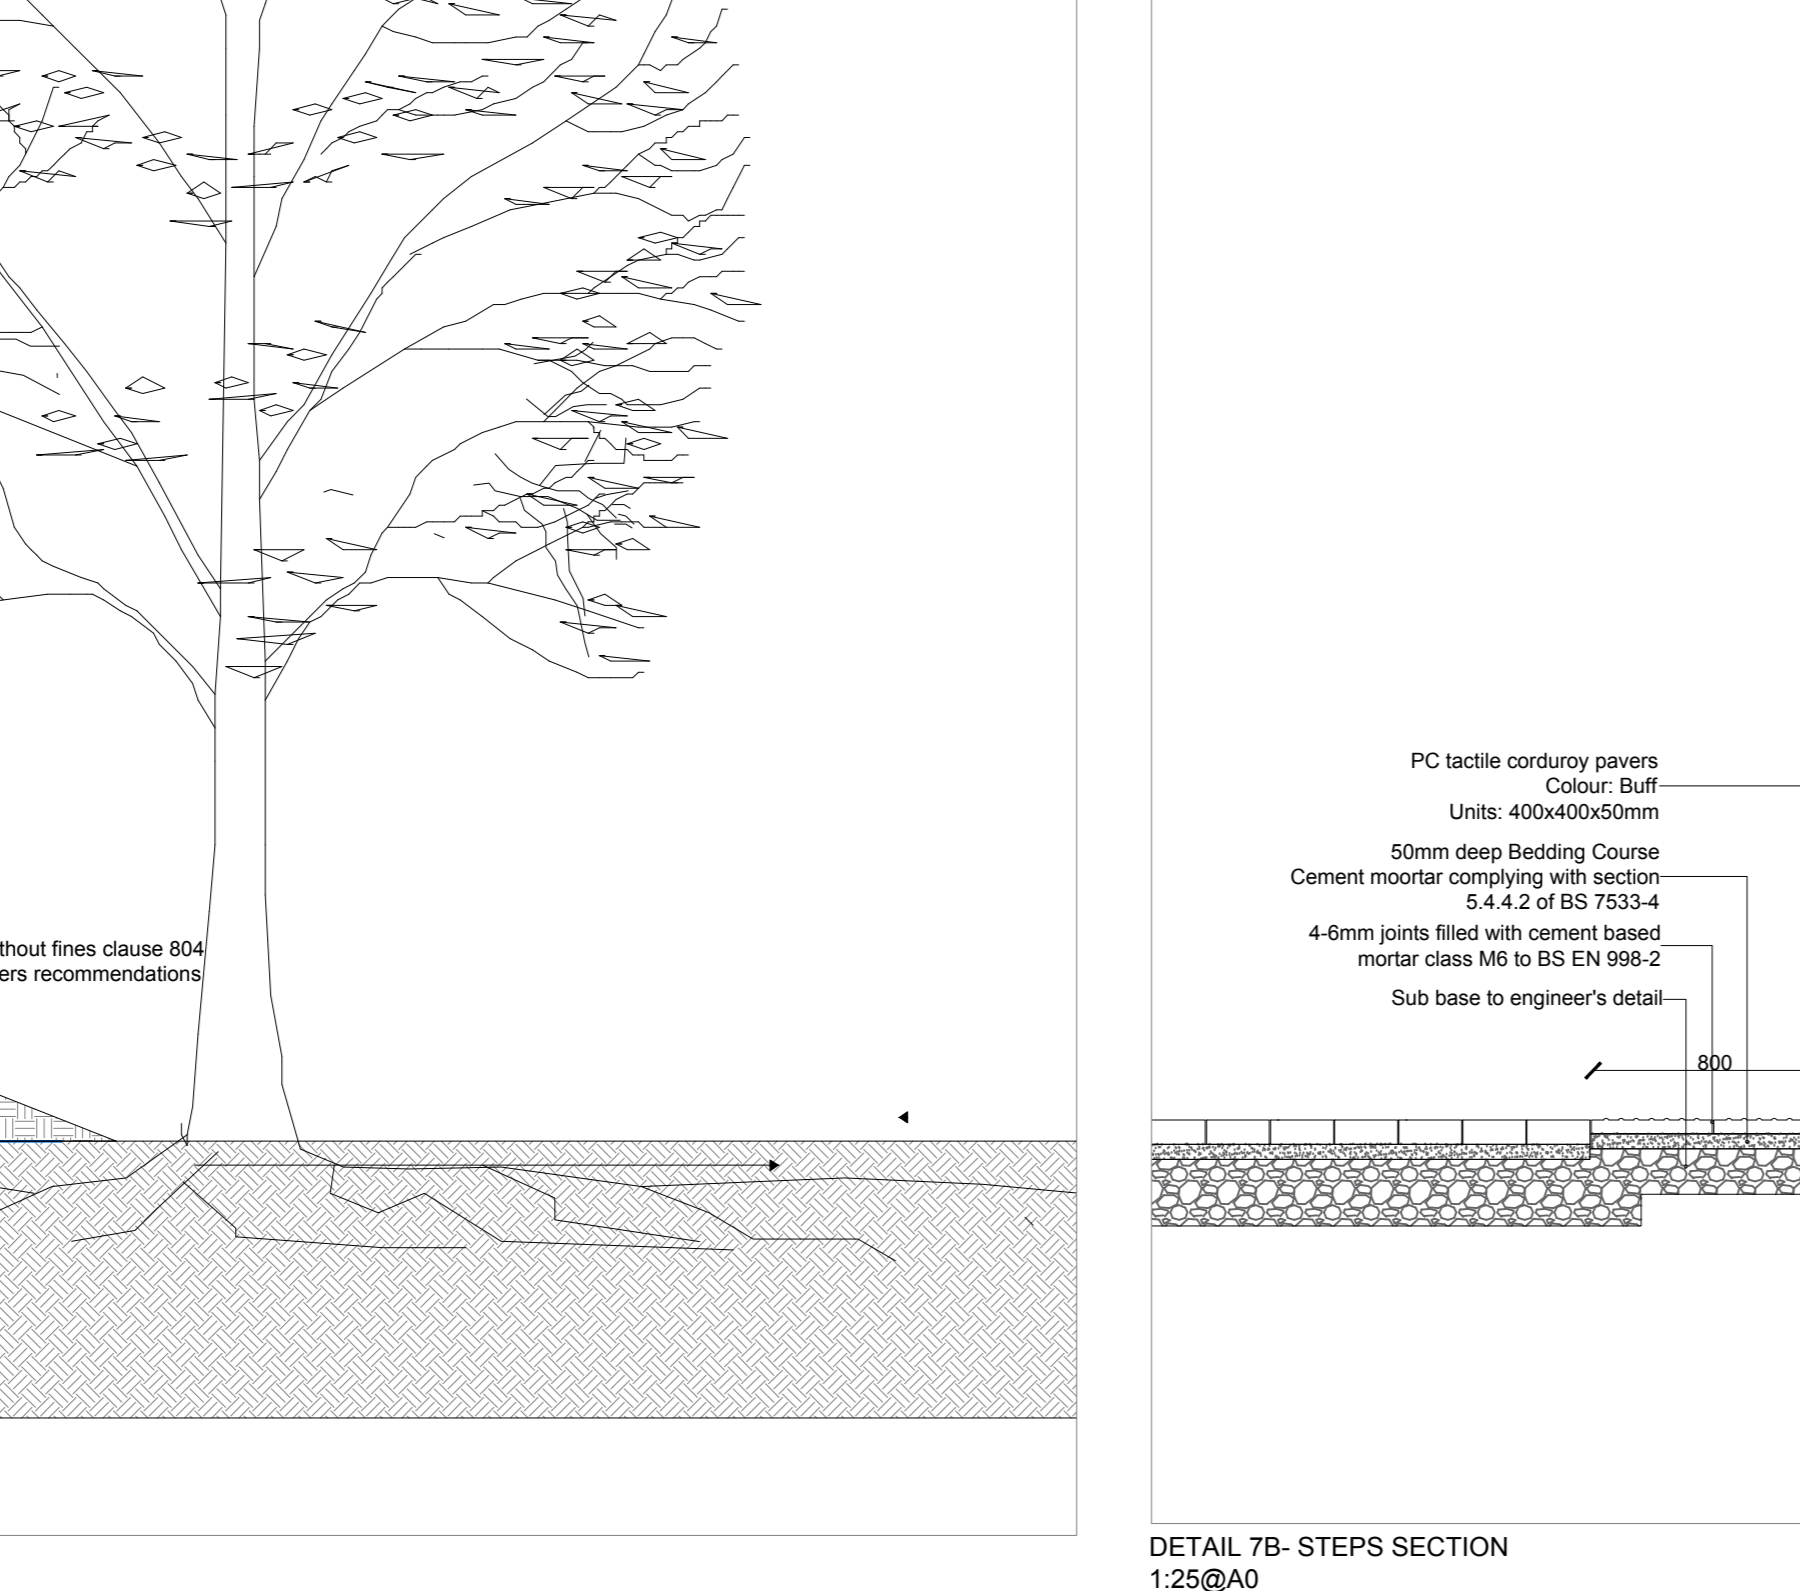 thout fines clause 804
ers recommendations
PC tactile corduroy pavers
Colour: Buff
Units: 400x400x50mm
50mm deep Bedding Course
Cement moortar complying with section
5.4.4.2 of BS 7533-4
4-6mm joints filled with cement based
mortar class M6 to BS EN 998-2
Sub base to engineer's detail
800
DETAIL 7B- STEPS SECTION
1:25@A0